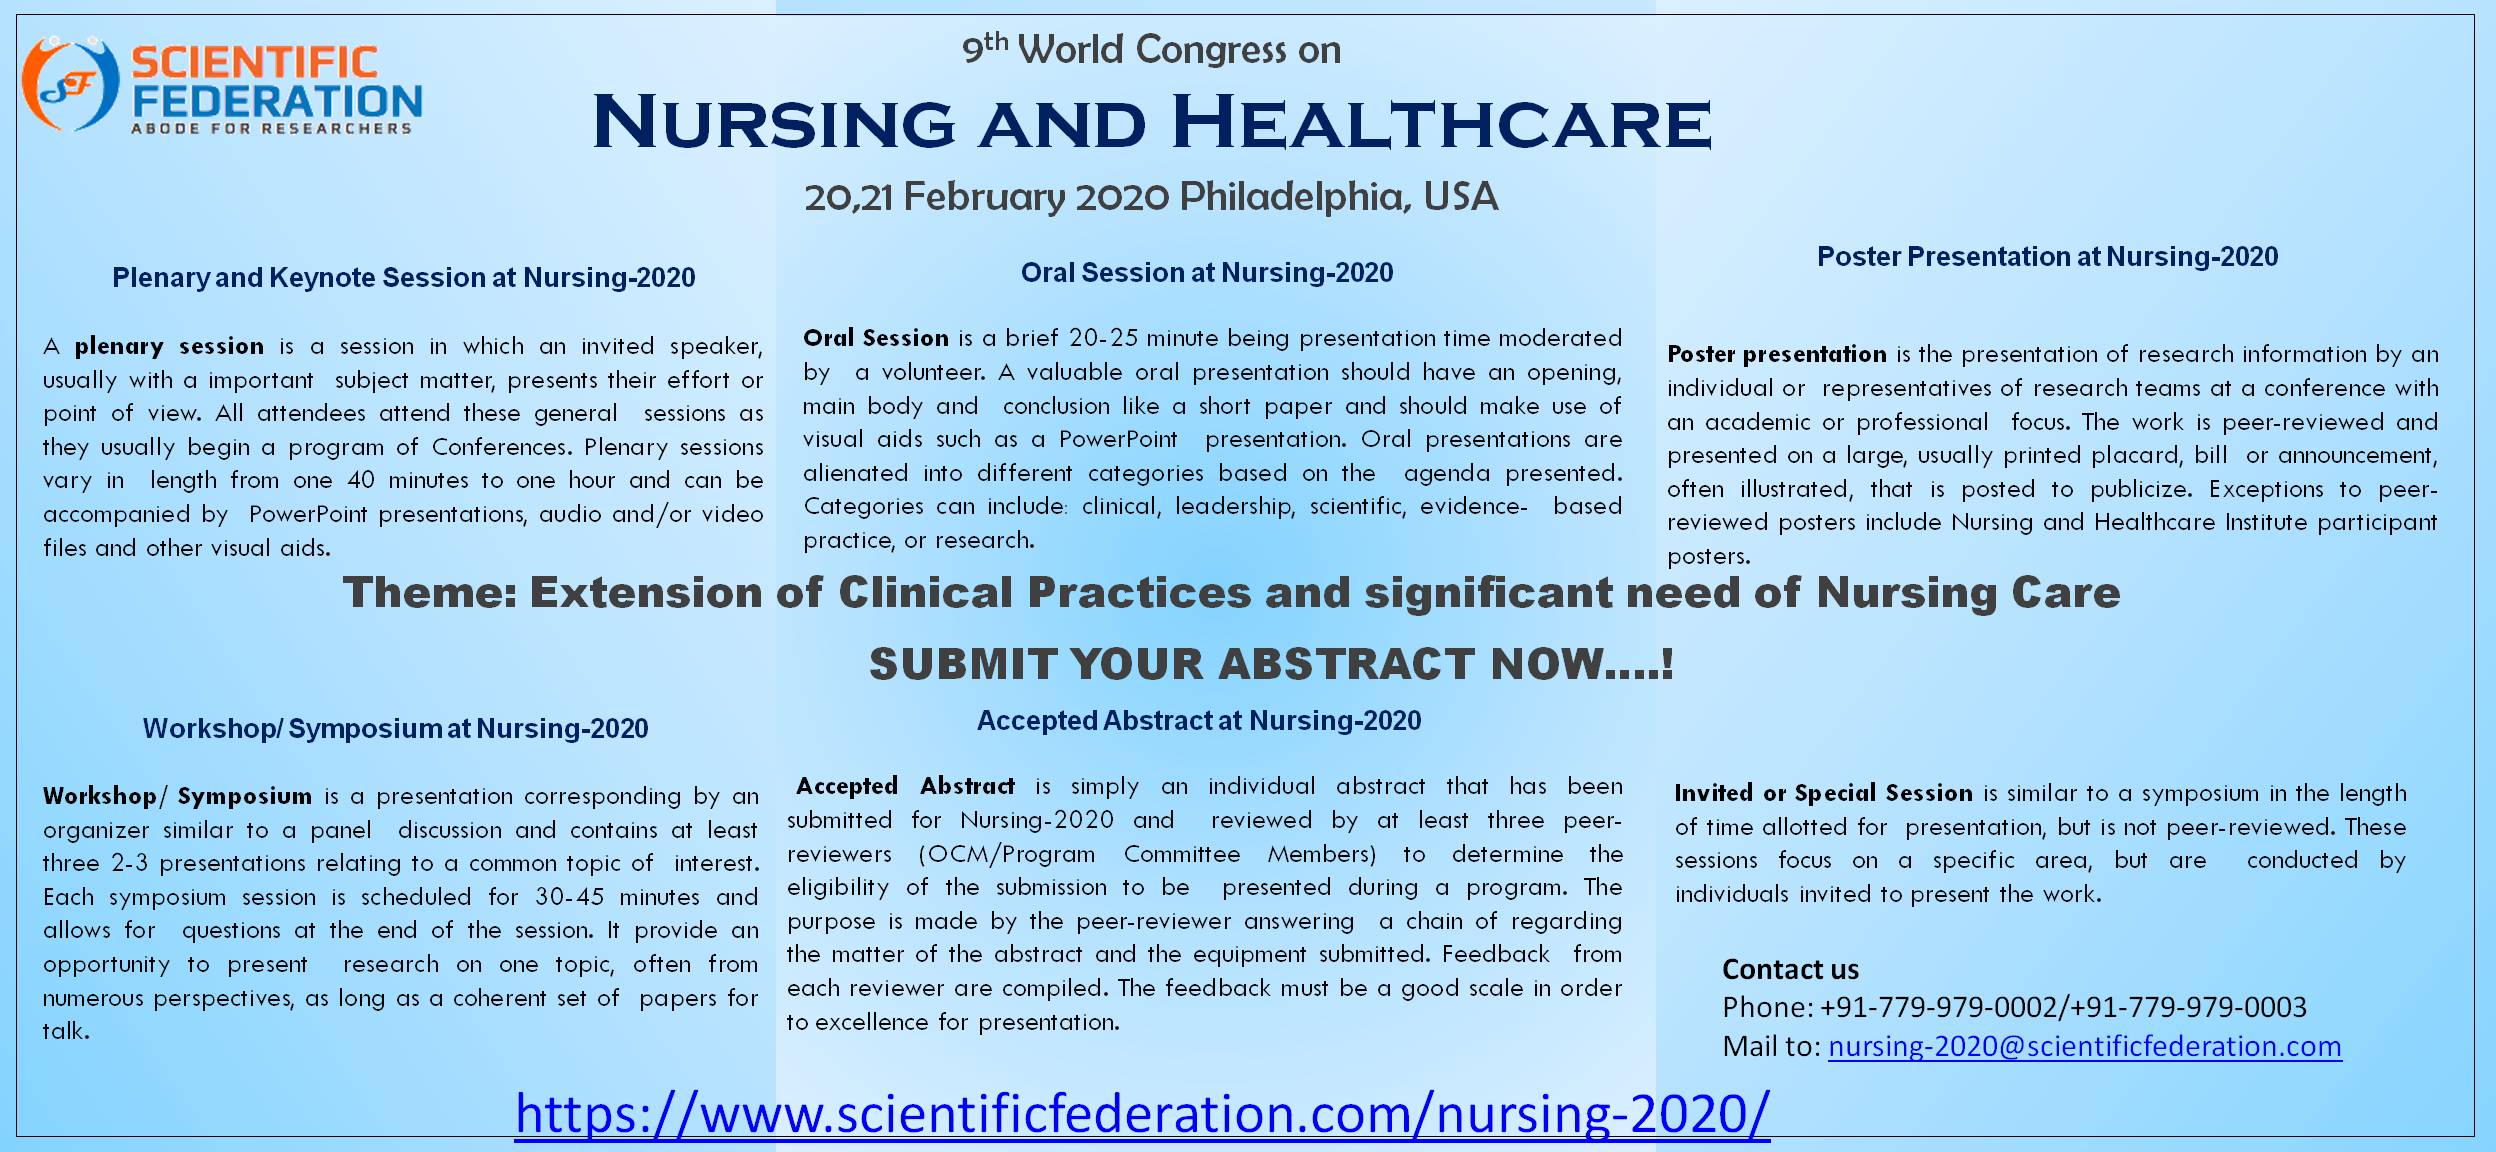 SCIENTIFIC
FEDERATION
ABODE FOR RESEARCHERS
9th World Congress on
NURSING AND HEALTHCARE
20,21 February 2020 Philadelphia, USA
Plenary and Keynote Session at Nursing-2020
A plenary session is a session in which an invited speaker,
usually with a important subject matter, presents their effort or
point of view. All attendees attend these general sessions as
they usually begin a program of Conferences. Plenary sessions
vary in length from one 40 minutes to one hour and can be
accompanied by PowerPoint presentations, audio and/or video
files and other visual aids.
Oral Session at Nursing-2020
Oral Session is a brief 20-25 minute being presentation time moderated
by a volunteer. A valuable oral presentation should have an opening,
main body and conclusion like a short paper and should make use of
visual aids such as a PowerPoint presentation. Oral presentations are
alienated into different categories based on the agenda presented.
Categories can include: clinical, leadership, scientific, evidence- based
practice, or research.
Poster Presentation at Nursing-2020
Poster presentation is the presentation of research information by an
individual or representatives of research teams at a conference with
an academic or professional focus. The work is peer-reviewed and
presented on a large, usually printed placard, bill or announcement,
often illustrated, that is posted to publicize. Exceptions to peer-
reviewed posters include Nursing and Healthcare Institute participant
posters.
Theme: Extension of Clinical Practices and significant need of Nursing Care
SUBMIT YOUR ABSTRACT NOW....!
Workshop/ Symposium at Nursing-2020
Workshop/ Symposium is a presentation corresponding by an
organizer similar to a panel discussion and contains at least
three 2-3 presentations relating to a common topic of interest.
Each symposium session is scheduled for 30-45 minutes and
allows for questions at the end of the session. It provide an
opportunity to present research on one topic, often from
numerous perspectives, as long as a coherent set of papers for
talk.
Accepted Abstract at Nursing-2020
Accepted Abstract is simply an individual abstract that has been
submitted for Nursing-2020 and reviewed by at least three peer-
reviewers (OCM/Program Committee Members) to determine the
eligibility of the submission to be presented during a program. The
purpose is made by the peer-reviewer answering a chain of regarding
the matter of the abstract and the equipment submitted. Feedback from
each reviewer are compiled. The feedback must be a good scale in order
to excellence for presentation.
Invited or Special Session is similar to a symposium in the length
of time allotted for presentation, but is not peer-reviewed. These
sessions focus on a specific area, but are conducted by
individuals invited to present the work.
Contact us
Phone: +91-779-979-0002/+91-779-979-0003
Mail to: nursing-2020@scientificfederation.com
https://www.scientificfederation.com/nursing-2020/